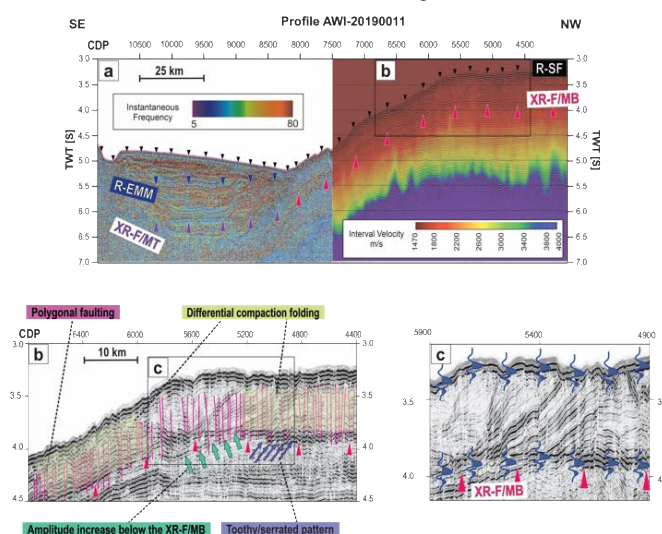 Profile AWI-20190011
SE
NW
CDP 10500 10000 9500 9000 8500 8000 7500 7000 6500 6000 5500 5000 4500
3.0
3.5
4.0
4.5
5.0
5.5
6.0
6.5
7.0
TWT [S]
a
25 km
Instantaneous
Frequency
5
80
R-EMM
XR-F/MT
b
R-SF
XR-F/MB
3.0
3.5
4.0
4.5
5.0
5.5
6.0
6.5
7.0
TWT [S]
Interval Velocity
m/s
1470
1800
2200
2600
3000
3600
4000
Polygonal faulting
Differential compaction folding
CDP 6400 6000 5600 5200 4800 4400
3.0
3.5
4.0
4.5
b
10 km
c
3.0
3.5
4.0
4.5
Amplitude increase below the XR-F/MB
Toothy/serrated pattern
5900 5400 4900
c
3.5
4.0
3.5
4
XR-F/MB